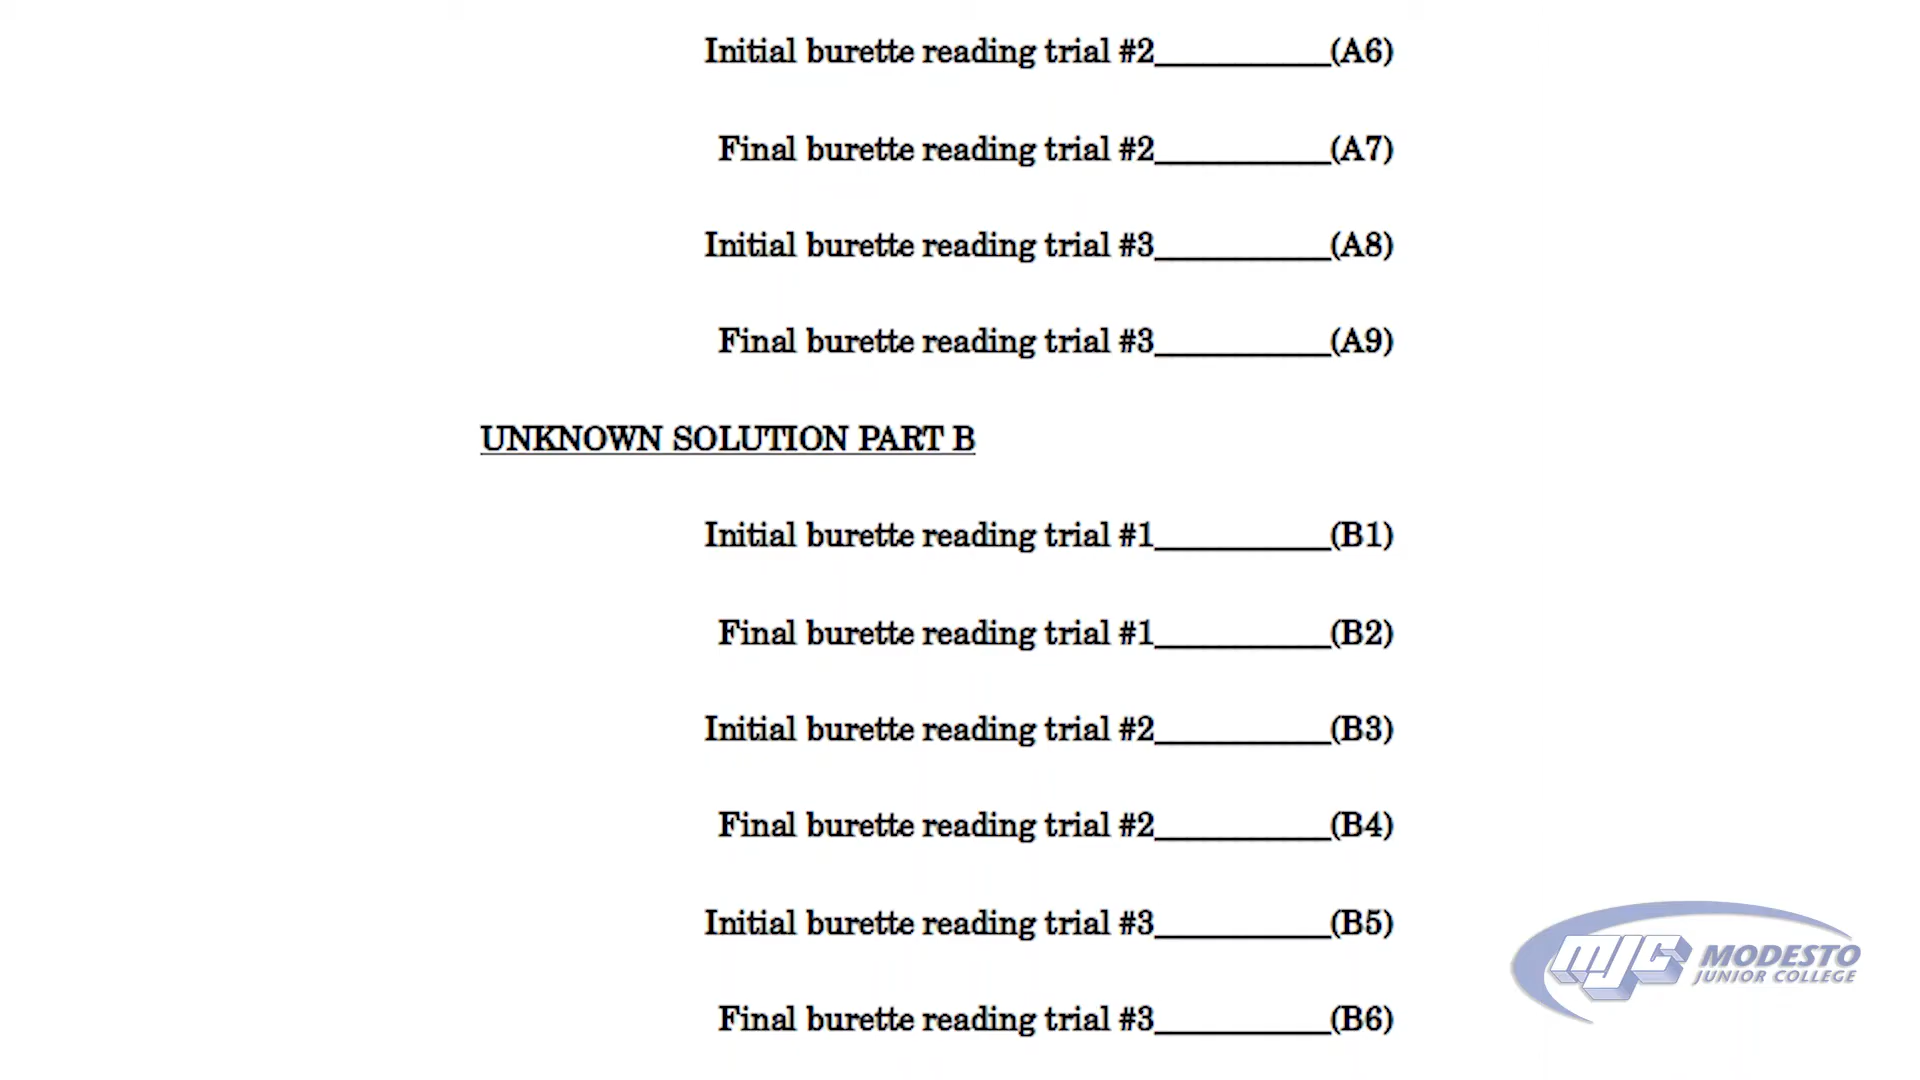 Initial burette reading trial #2__________(A6)
Final burette reading trial #2__________(A7)
Initial burette reading trial #3__________(A8)
Final burette reading trial #3__________(A9)
UNKNOWN SOLUTION PART B
Initial burette reading trial #1__________(B1)
Final burette reading trial #1__________(B2)
Initial burette reading trial #2__________(B3)
Final burette reading trial #2__________(B4)
Initial burette reading trial #3__________(B5)
Final burette reading trial #3__________(B6)
MJC MODESTO
JUNIOR COLLEGE